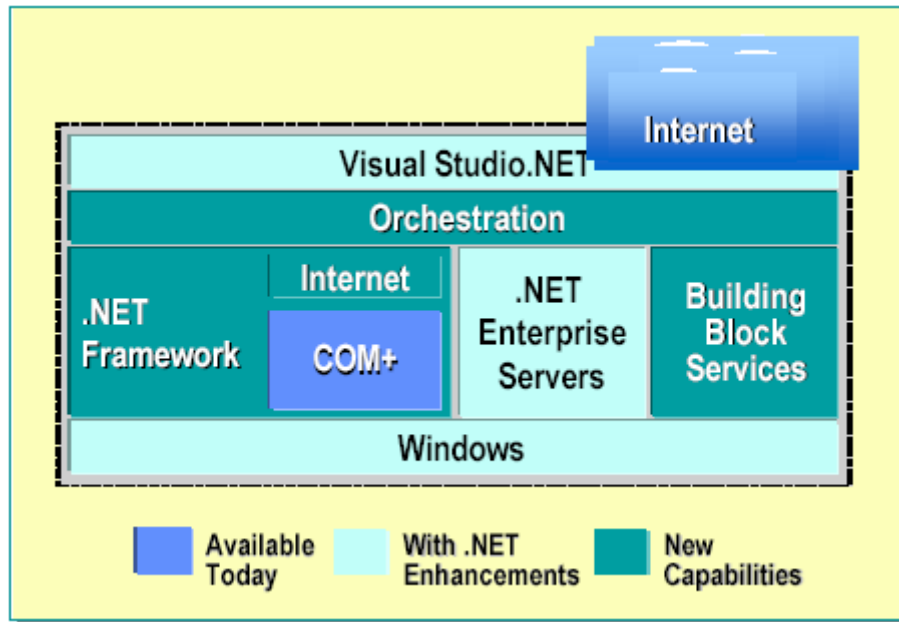 Internet
Visual Studio.NET
Orchestration
.NET
Framework
Internet
COM+
.NET
Enterprise
Servers
Building
Block
Services
Windows
Available
Today
With .NET
Enhancements
New
Capabilities